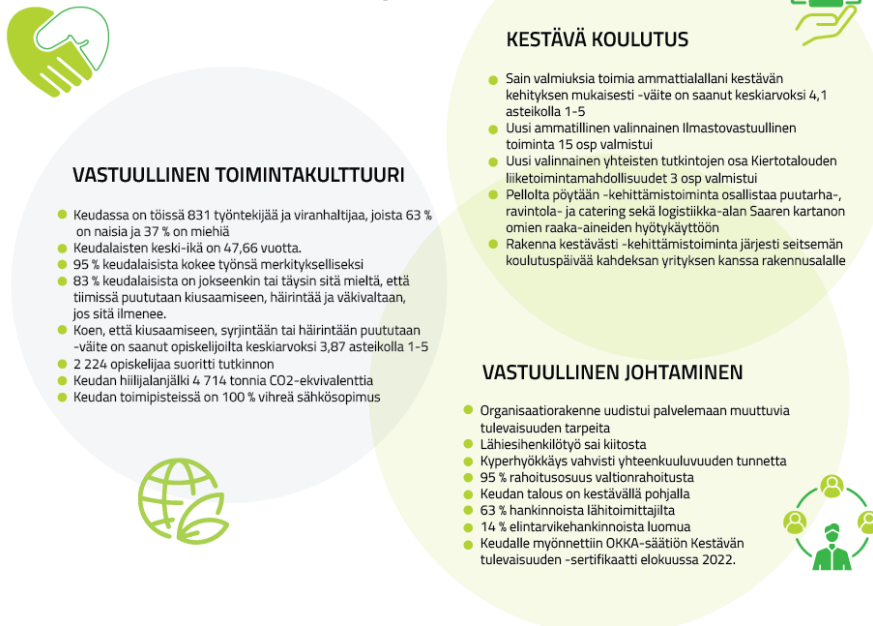 VASTUULLINEN TOIMINTAKULTTUURI
Keudassa on töissä 831 työntekijää ja viranhaltijaa, joista 63 %
on naisia ja 37 % on miehiä
Keudalaisten keski-ikä on 47,66 vuotta.
95 % keudalaisista kokee työnsä merkitykselliseksi
83 % keudalaisista on jokseenkin tai täysin sitä mieltä, että
tiimissä puututaan kiusaamiseen, häirintää ja väkivaltaan,
jos sitä ilmenee.
Koen, että kiusaamiseen, syrjintään tai häirintään puututaan
-väite on saanut opiskelijoilta keskiarvoksi 3,87 asteikolla 1-5
2 224 opiskelijaa suoritti tutkinnon
Keudan hiilijalanjälki 4 714 tonnia CO2-ekvivalenttia
Keudan toimipisteissä on 100 % vihreä sähkösopimus
KESTÄVÄ KOULUTUS
Sain valmiuksia toimia ammattialallani kestävän
kehityksen mukaisesti -väite on saanut keskiarvoksi 4,1
asteikolla 1-5
Uusi ammatillinen valinnainen Ilmastovastuullinen
toiminta 15 osp valmistui
Uusi valinnainen yhteisten tutkintojen osa Kiertotalouden
liiketoimintamahdollisuudet 3 osp valmistui
Pellolta pöytään -kehittämistoiminta osallistaa puutarha-,
ravintola- ja catering sekä logistiikka-alan Saaren kartanon
omien raaka-aineiden hyötykäyttöön
Rakenna kestävästi -kehittämistoiminta järjesti seitsemän
koulutuspäivää kahdeksan yrityksen kanssa rakennusalalle
VASTUULLINEN JOHTAMINEN
Organisaatiorakenne uudistui palvelemaan muuttuvia
tulevaisuuden tarpeita
Lähiesihenkilötyö sai kiitosta
Kyperhyökkäys vahvisti yhteenkuuluvuuden tunnetta
95 % rahoitusosuus valtionrahoitusta
Keudan talous on kestävällä pohjalla
63 % hankinnoista lähitoimittajilta
14 % elintarvikehankinnoista luomua
Keudalle myönnettiin OKKA-säätiön Kestävän
tulevaisuuden -sertifikaatti elokuussa 2022.